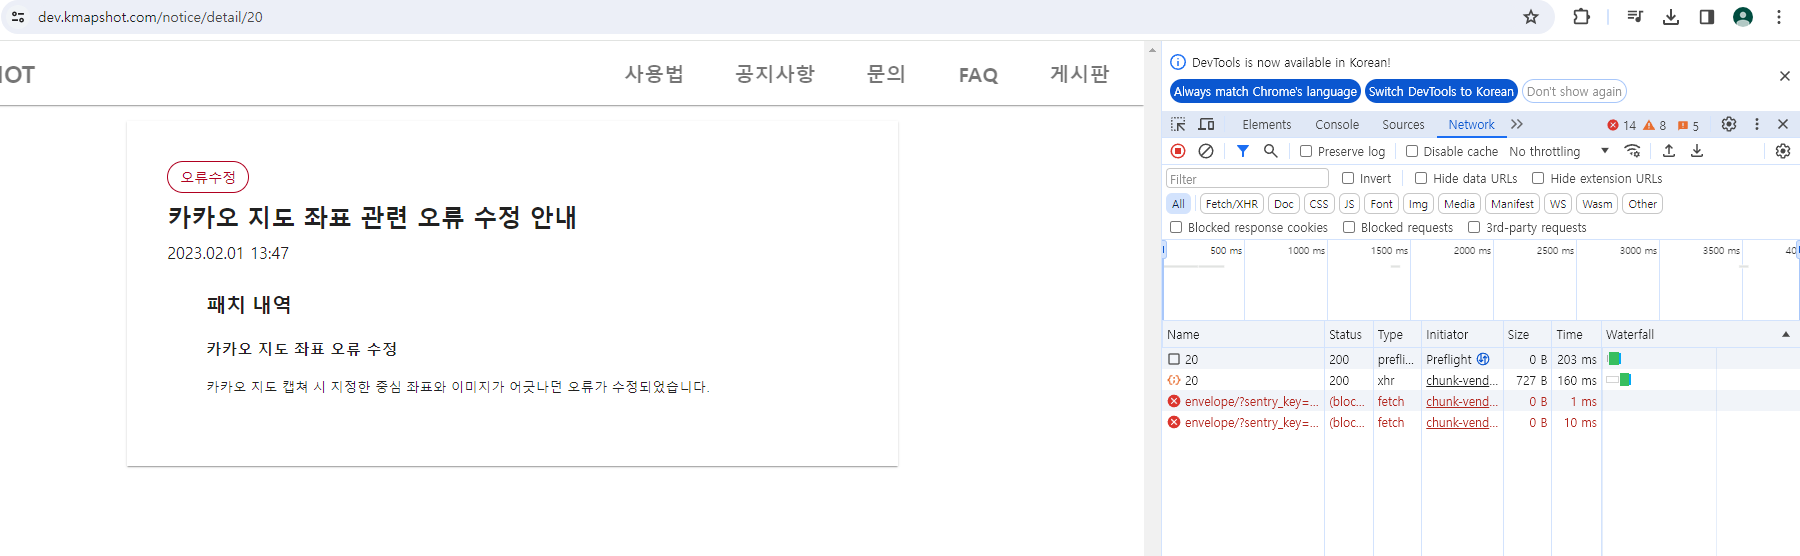 dev.kmapshot.com/notice/detail/20
HOT
사용법
공지사항
문의
FAQ
게시판
오류수정
카카오 지도 좌표 관련 오류 수정 안내
2023.02.01 13:47
패치 내역
카카오 지도 좌표 오류 수정
카카오 지도 캡쳐 시 지정한 중심 좌표와 이미지가 어긋나던 오류가 수정되었습니다.
DevTools is now available in Korean!
Always match Chrome's language Switch DevTools to Korean Don't show again
Elements Console Sources Network 14 8 5
Preserve log Disable cache No throttling
Filter Invert Hide data URLs Hide extension URLs
All Fetch/XHR Doc CSS JS Font Img Media Manifest WS Wasm Other
Blocked response cookies Blocked requests 3rd-party requests
500 ms 1000 ms 1500 ms 2000 ms 2500 ms 3000 ms 3500 ms 40
Name Status Type Initiator Size Time Waterfall
20 200 prefli... Preflight 0 B 203 ms
20 200 xhr chunk-vend... 727 B 160 ms
envelope/?sentry_key=... (bloc... fetch chunk-vend... 0 B 1 ms
envelope/?sentry_key=... (bloc... fetch chunk-vend... 0 B 10 ms